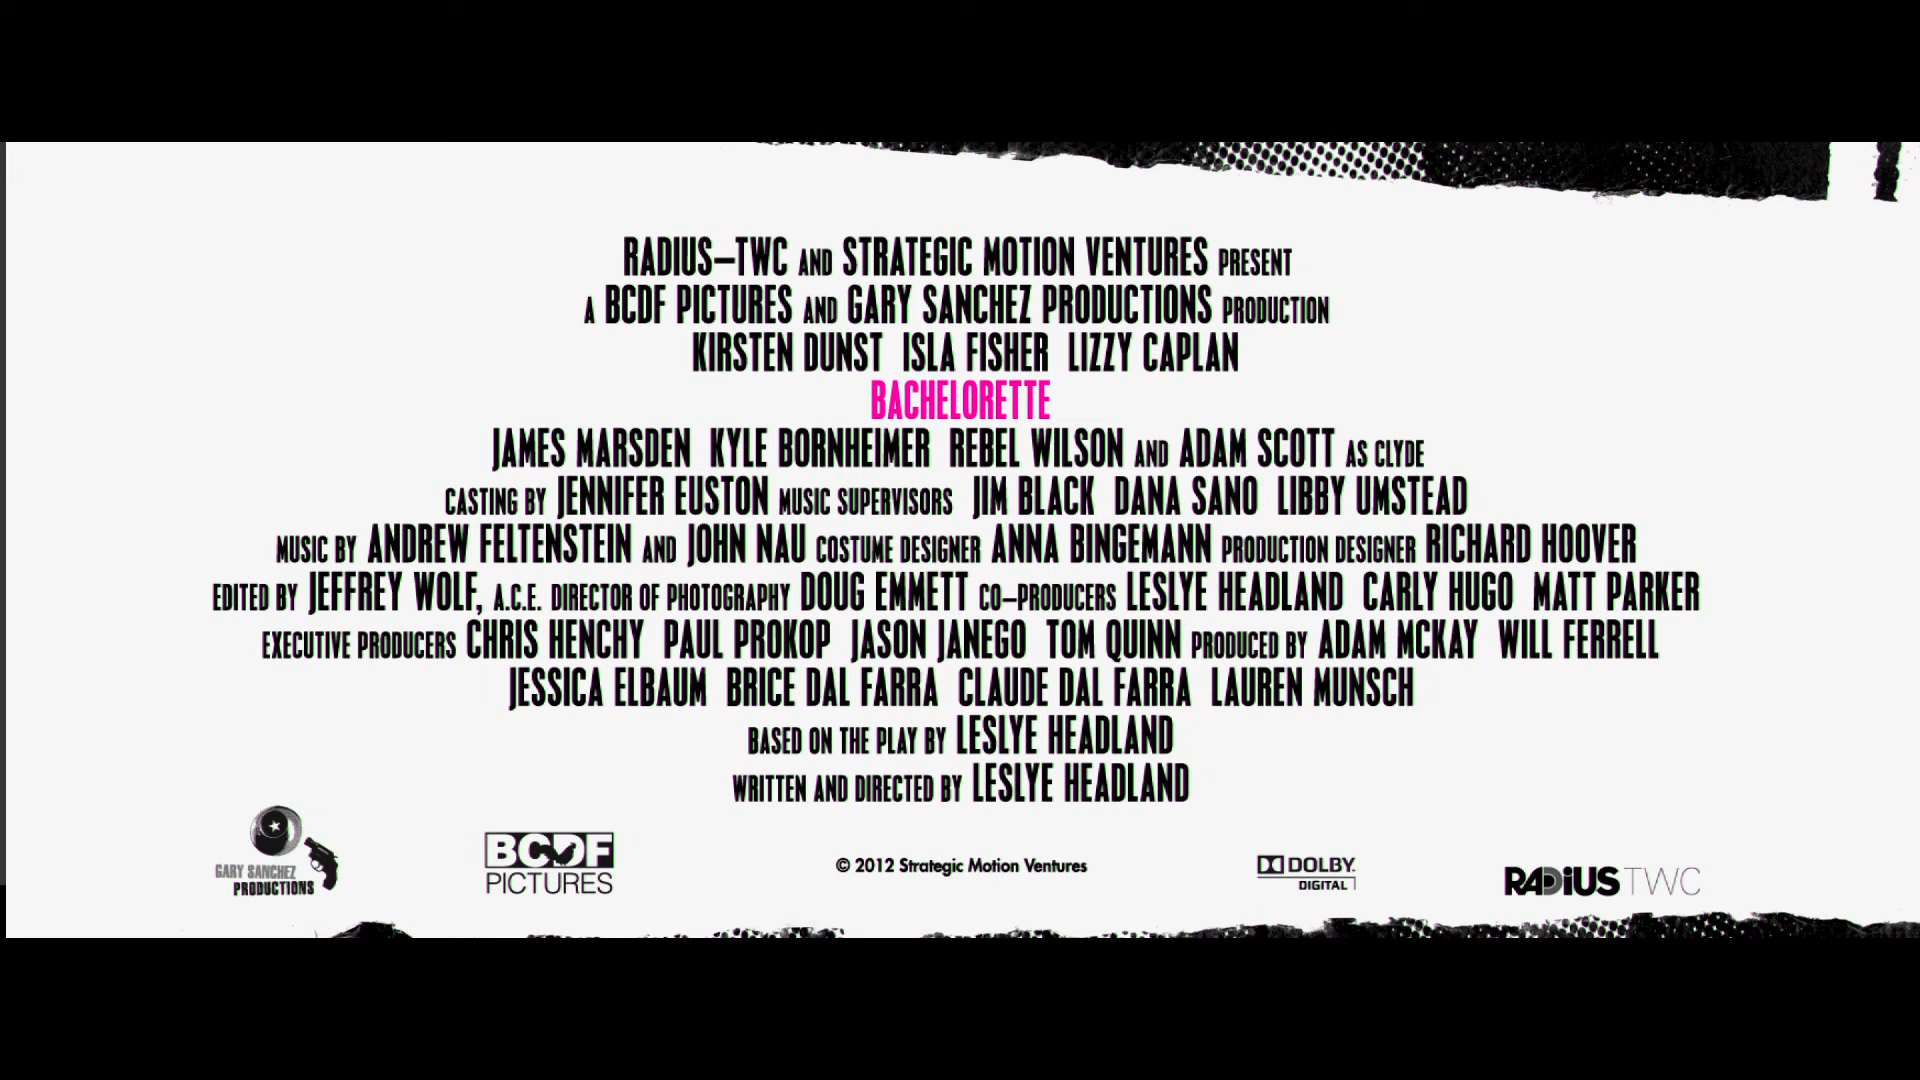 RADIUS–TWC AND STRATEGIC MOTION VENTURES PRESENT
A BCDF PICTURES AND GARY SANCHEZ PRODUCTIONS PRODUCTION
KIRSTEN DUNST ISLA FISHER LIZZY CAPLAN
BACHELORETTE
JAMES MARSDEN KYLE BORNHEIMER REBEL WILSON AND ADAM SCOTT AS CLYDE
CASTING BY JENNIFER EUSTON MUSIC SUPERVISORS JIM BLACK DANA SANO LIBBY UMSTEAD
MUSIC BY ANDREW FELTENSTEIN AND JOHN NAU COSTUME DESIGNER ANNA BINGEMANN PRODUCTION DESIGNER RICHARD HOOVER
EDITED BY JEFFREY WOLF, A.C.E. DIRECTOR OF PHOTOGRAPHY DOUG EMMETT CO–PRODUCERS LESLYE HEADLAND CARLY HUGO MATT PARKER
EXECUTIVE PRODUCERS CHRIS HENCHY PAUL PROKOP JASON JANEGO TOM QUINN PRODUCED BY ADAM MCKAY WILL FERRELL
JESSICA ELBAUM BRICE DAL FARRA CLAUDE DAL FARRA LAUREN MUNSCH
BASED ON THE PLAY BY LESLYE HEADLAND
WRITTEN AND DIRECTED BY LESLYE HEADLAND
GARY SANCHEZ
PRODUCTIONS
BCDF
PICTURES
© 2012 Strategic Motion Ventures
DOLBY.
DIGITAL
RADiUS TWC